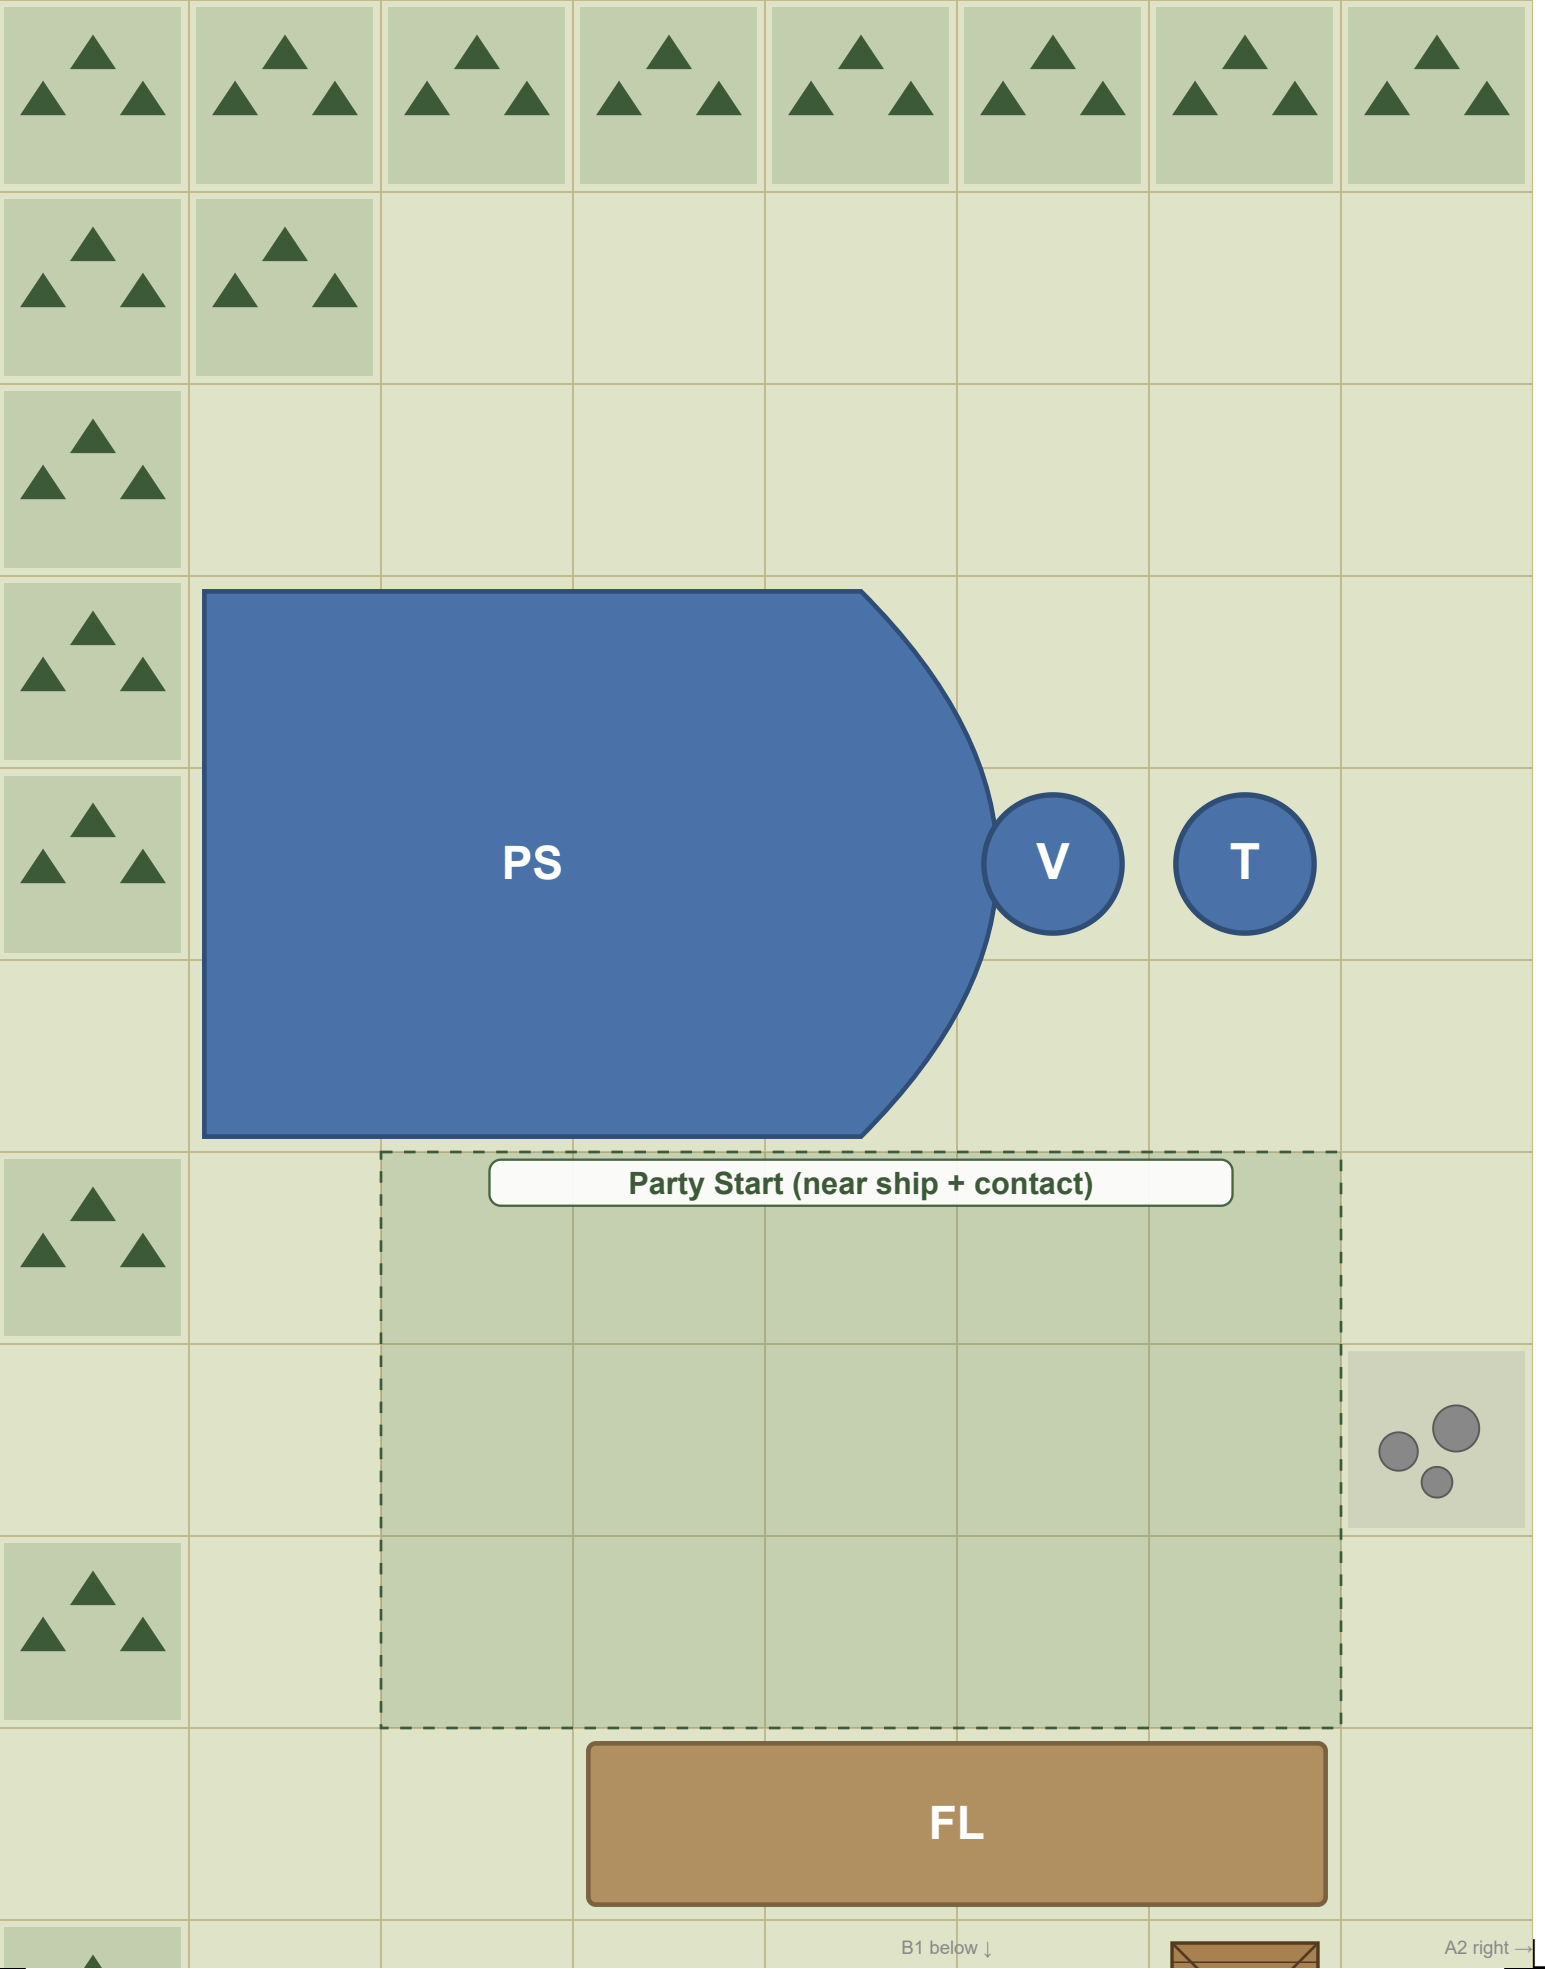 PS
V
T
Party Start (near ship + contact)
FL
B1 below ↓
A2 right →